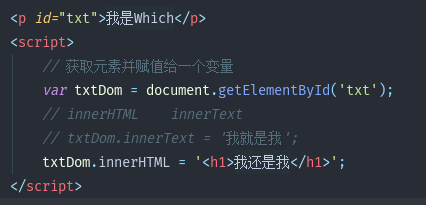 <p id="txt">我是Which</p>
<script>
// 获取元素并赋值给一个变量
var txtDom = document.getElementById('txt');
// innerHTML    innerText
// txtDom.innerText = '我就是我';
txtDom.innerHTML = '<h1>我还是我</h1>';
</script>